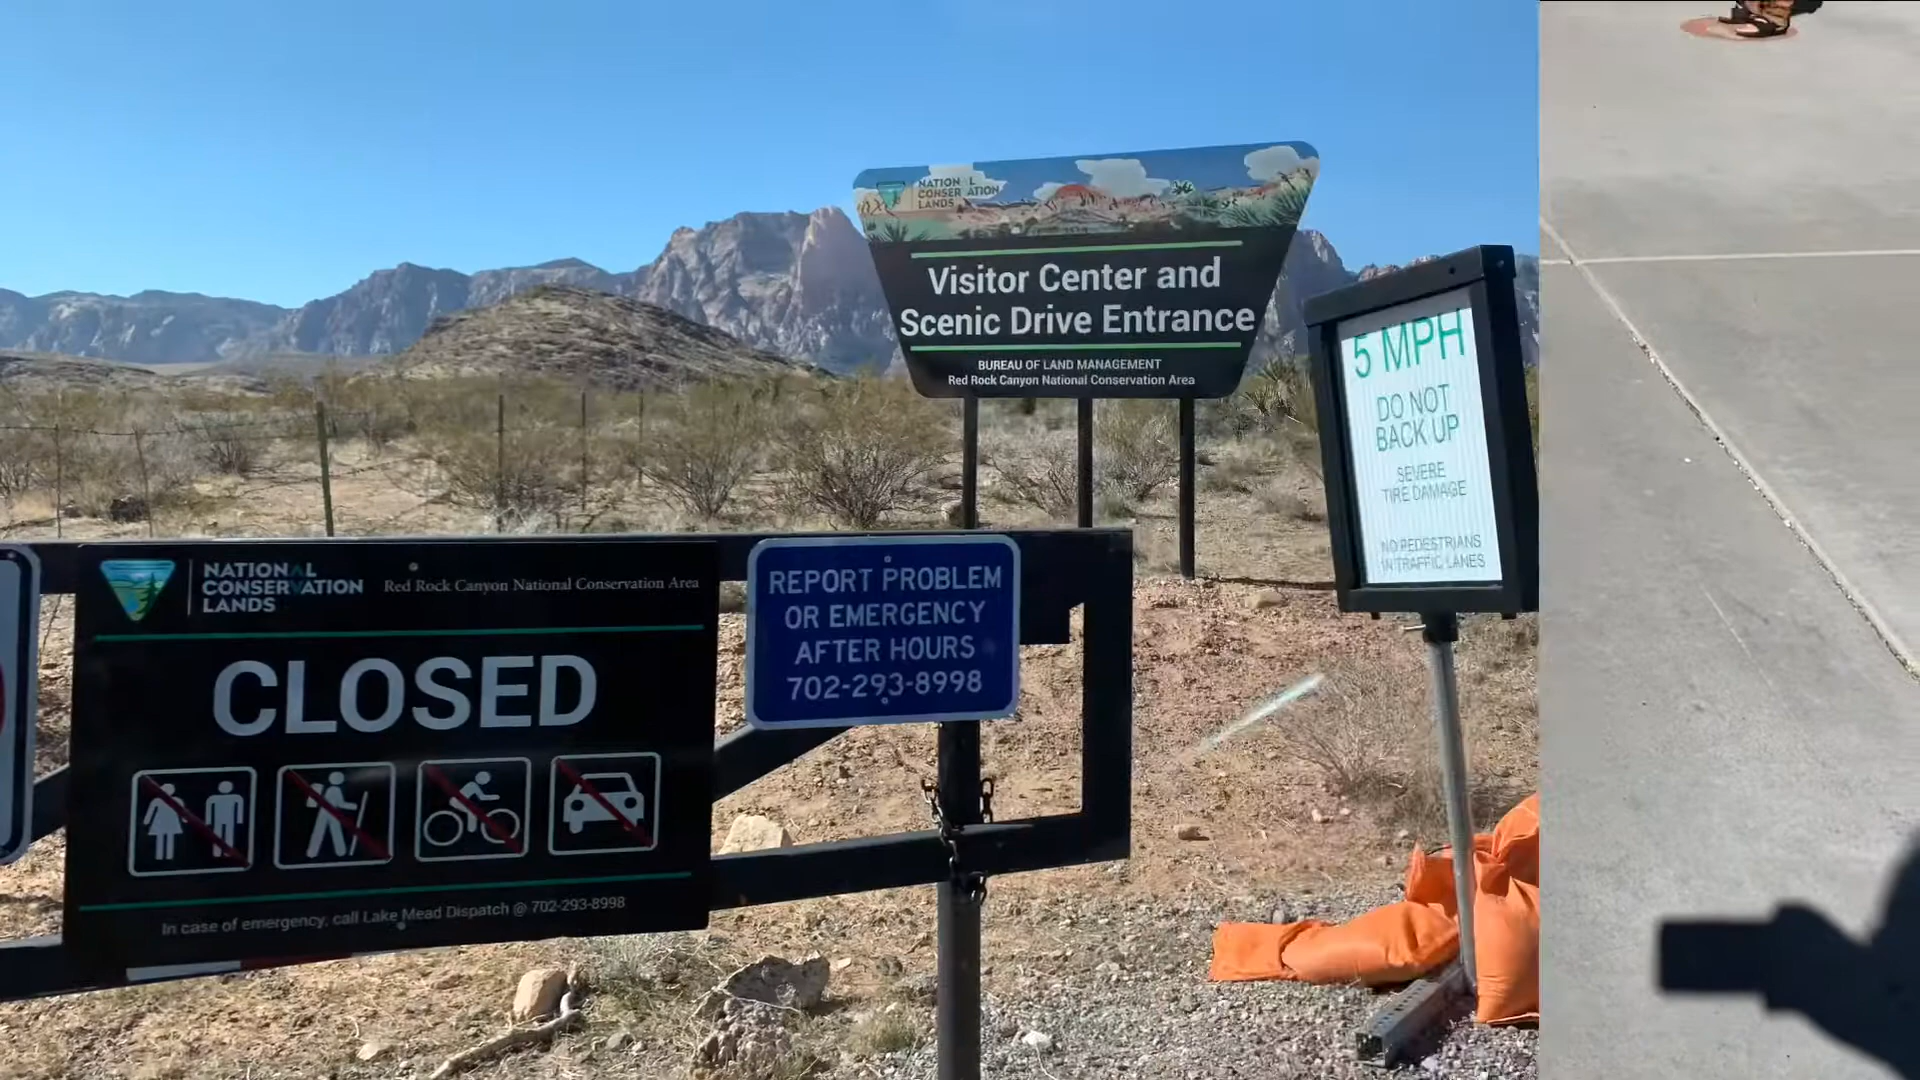 NATIONAL
CONSERVATION
LANDS
Visitor Center and
Scenic Drive Entrance
BUREAU OF LAND MANAGEMENT
Red Rock Canyon National Conservation Area
5 MPH
DO NOT
BACK UP
SEVERE
TIRE DAMAGE
NO PEDESTRIANS
IN TRAFFIC LANES
NATIONAL
CONSERVATION
LANDS
Red Rock Canyon National Conservation Area
CLOSED
In case of emergency, call Lake Mead Dispatch @ 702-293-8998
REPORT PROBLEM
OR EMERGENCY
AFTER HOURS
702-293-8998